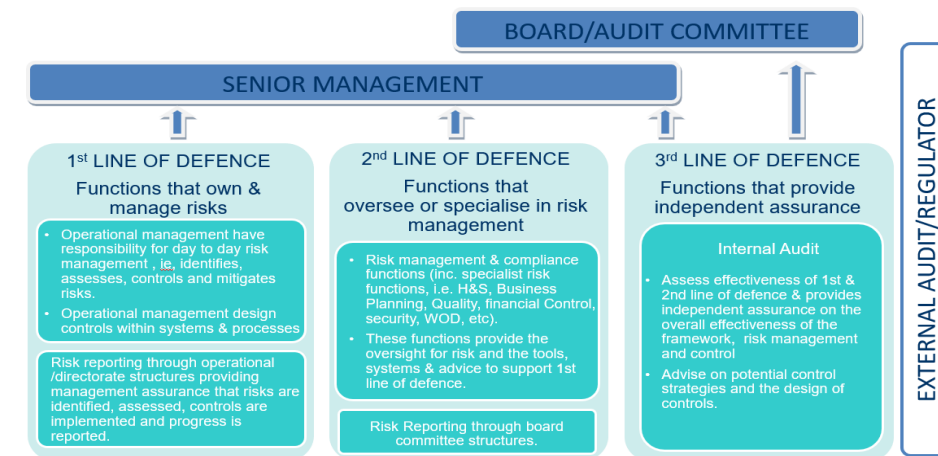 BOARD/AUDIT COMMITTEE
SENIOR MANAGEMENT
1st LINE OF DEFENCE
Functions that own &
manage risks
• Operational management have
responsibility for day to day risk
management , ie, identifies,
assesses, controls and mitigates
risks.
• Operational management design
controls within systems & processes
Risk reporting through operational
/directorate structures providing
management assurance that risks are
identified, assessed, controls are
implemented and progress is
reported.
2nd LINE OF DEFENCE
Functions that
oversee or specialise in risk
management
• Risk management & compliance
functions (inc. specialist risk
functions, i.e. H&S, Business
Planning, Quality, financial Control,
security, WOD, etc).
• These functions provide the
oversight for risk and the tools,
systems & advice to support 1st
line of defence.
Risk Reporting through board
committee structures.
3rd LINE OF DEFENCE
Functions that provide
independent assurance
Internal Audit
• Assess effectiveness of 1st &
2nd line of defence & provides
independent assurance on the
overall effectiveness of the
framework, risk management
and control
• Advise on potential control
strategies and the design of
controls.
EXTERNAL AUDIT/REGULATOR